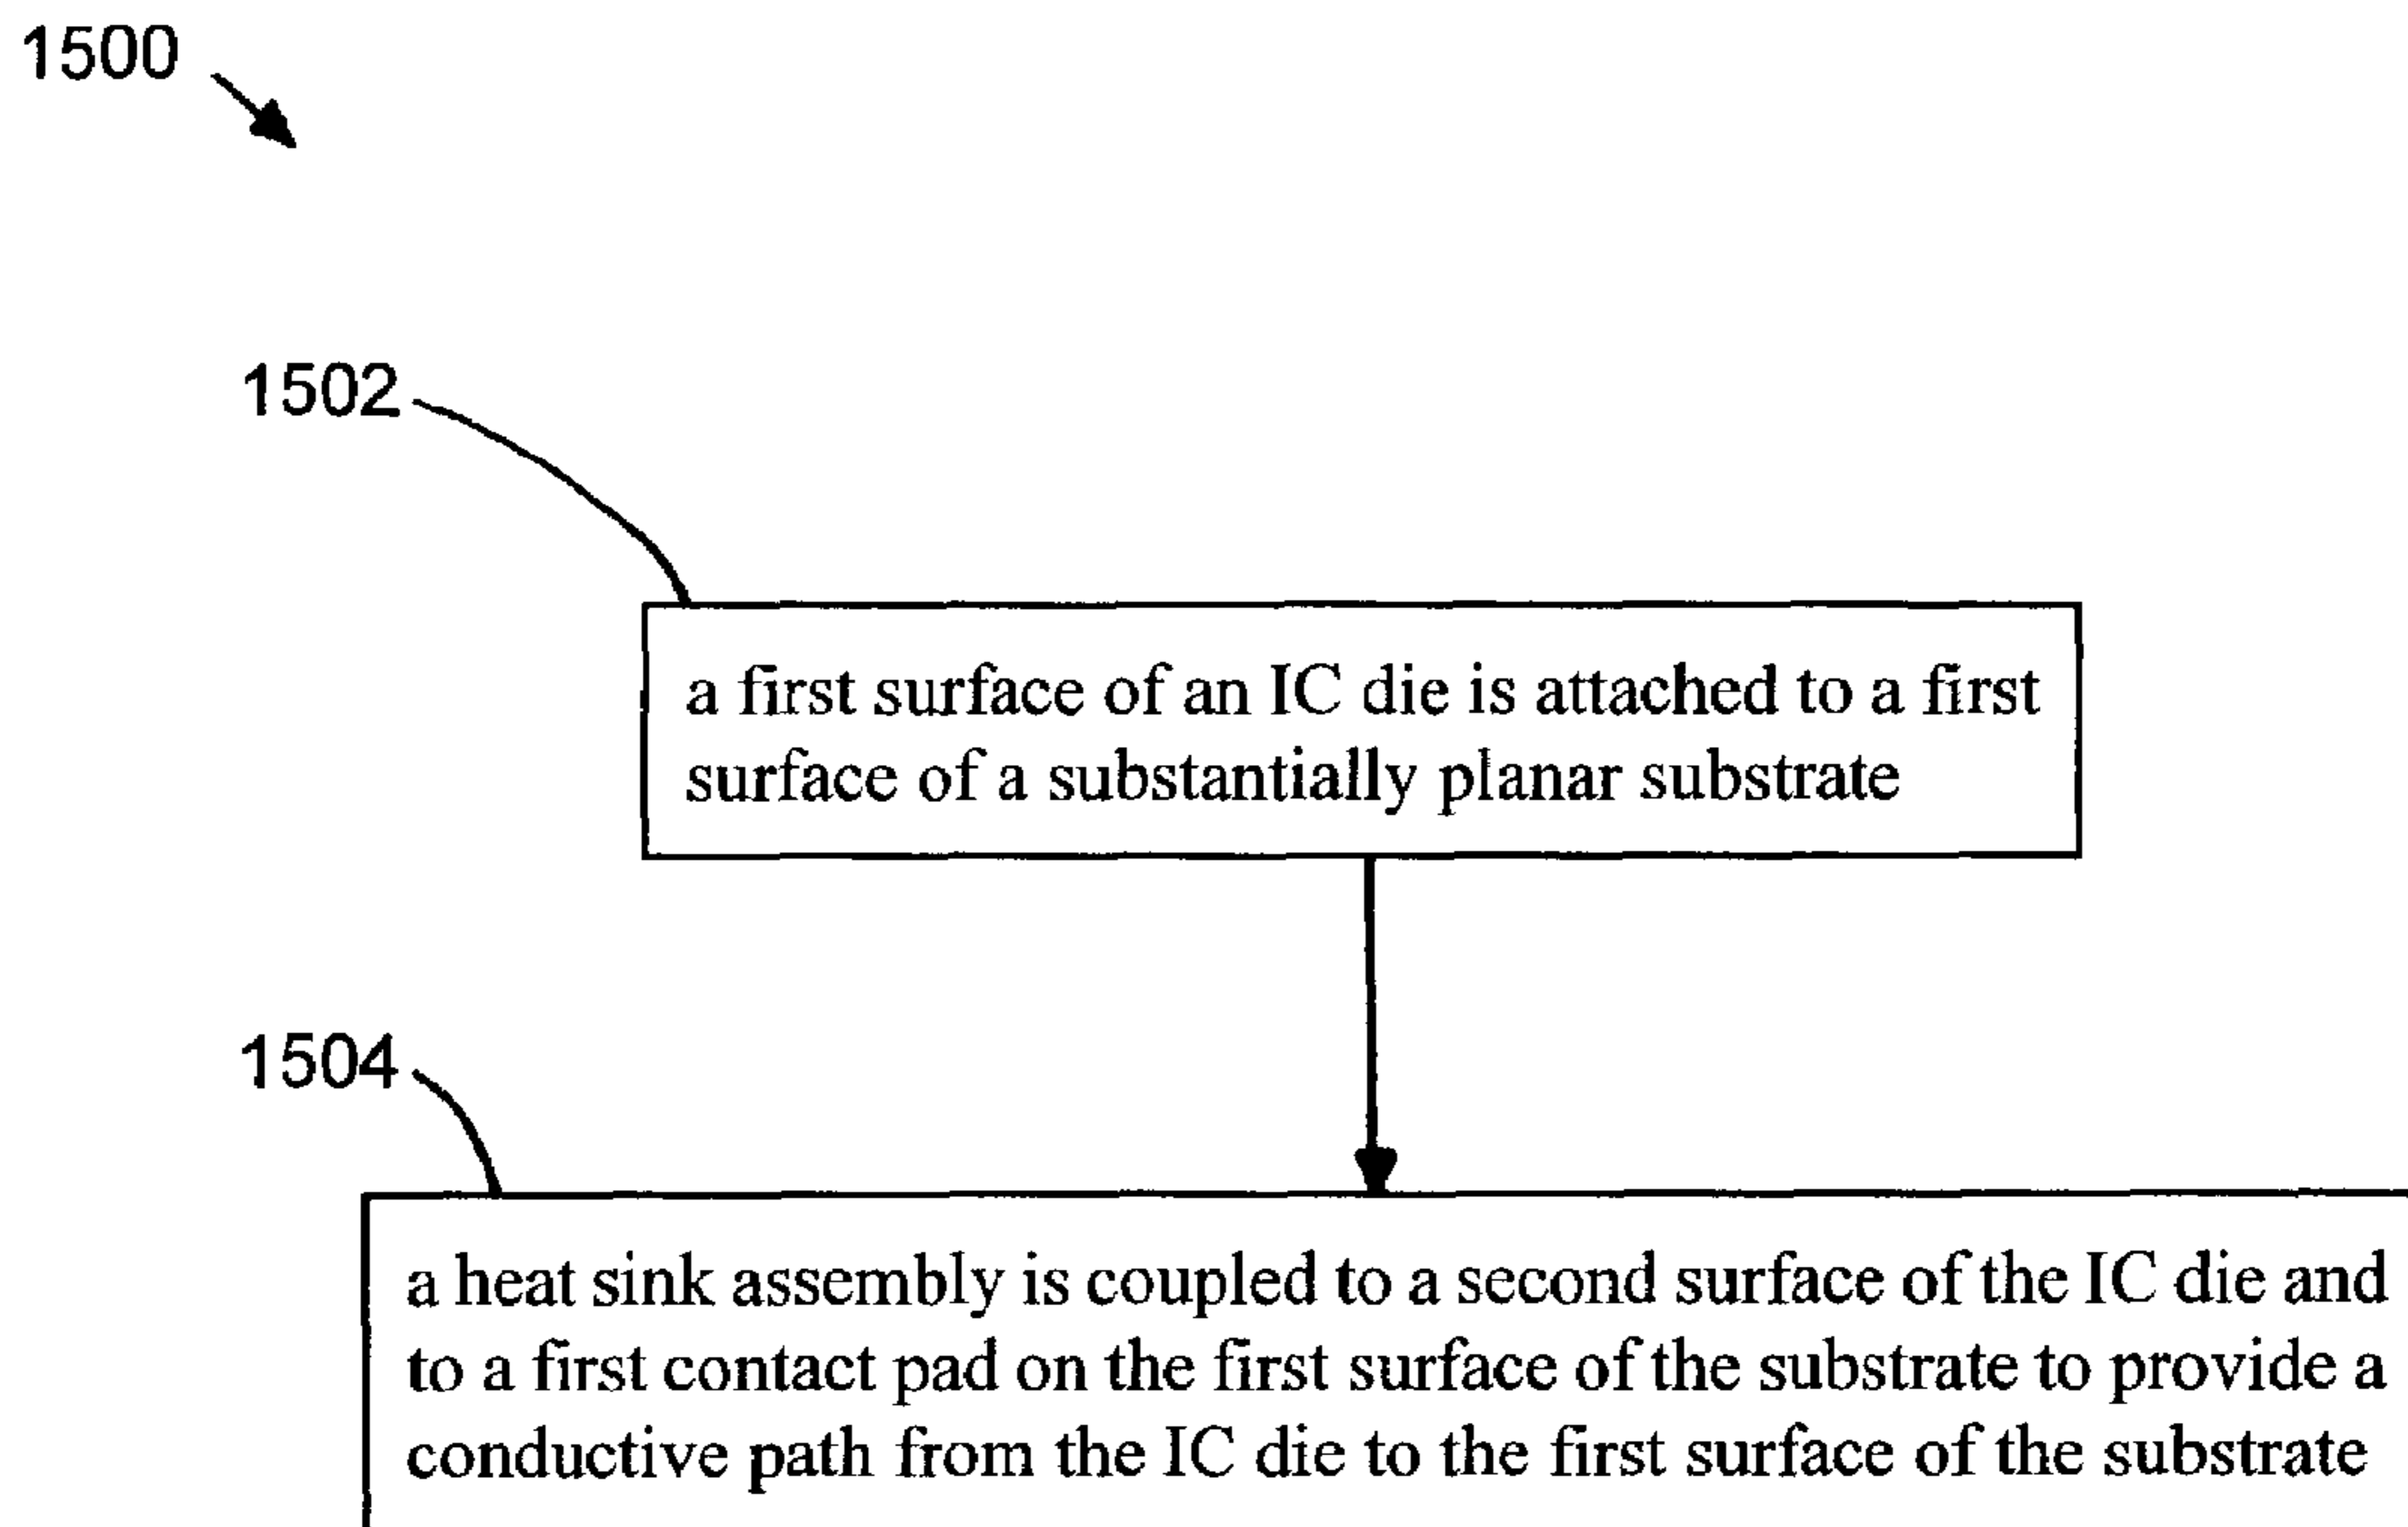 1500
1502
a first surface of an IC die is attached to a first
surface of a substantially planar substrate
1504
a heat sink assembly is coupled to a second surface of the IC die and
to a first contact pad on the first surface of the substrate to provide a
conductive path from the IC die to the first surface of the substrate